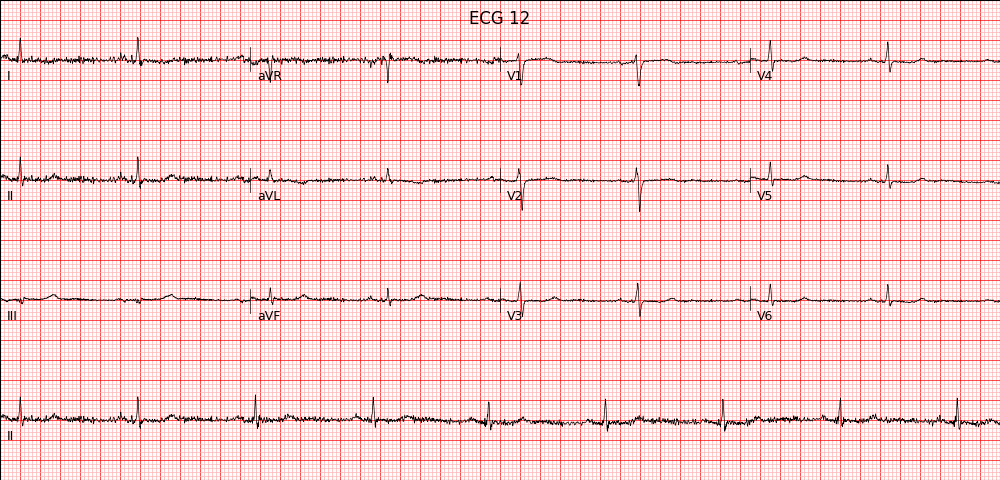 ECG 12
I aVR V1 V4
II aVL V2 V5
III aVF V3 V6
II